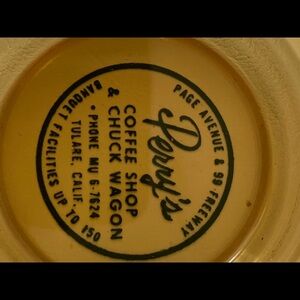 PAGE AVENUE & 99 FREEWAY
Perry's
COFFEE SHOP
& CHUCK WAGON
• PHONE MU 6-7624
TULARE, CALIF.
BANQUET FACILITIES UP TO 150